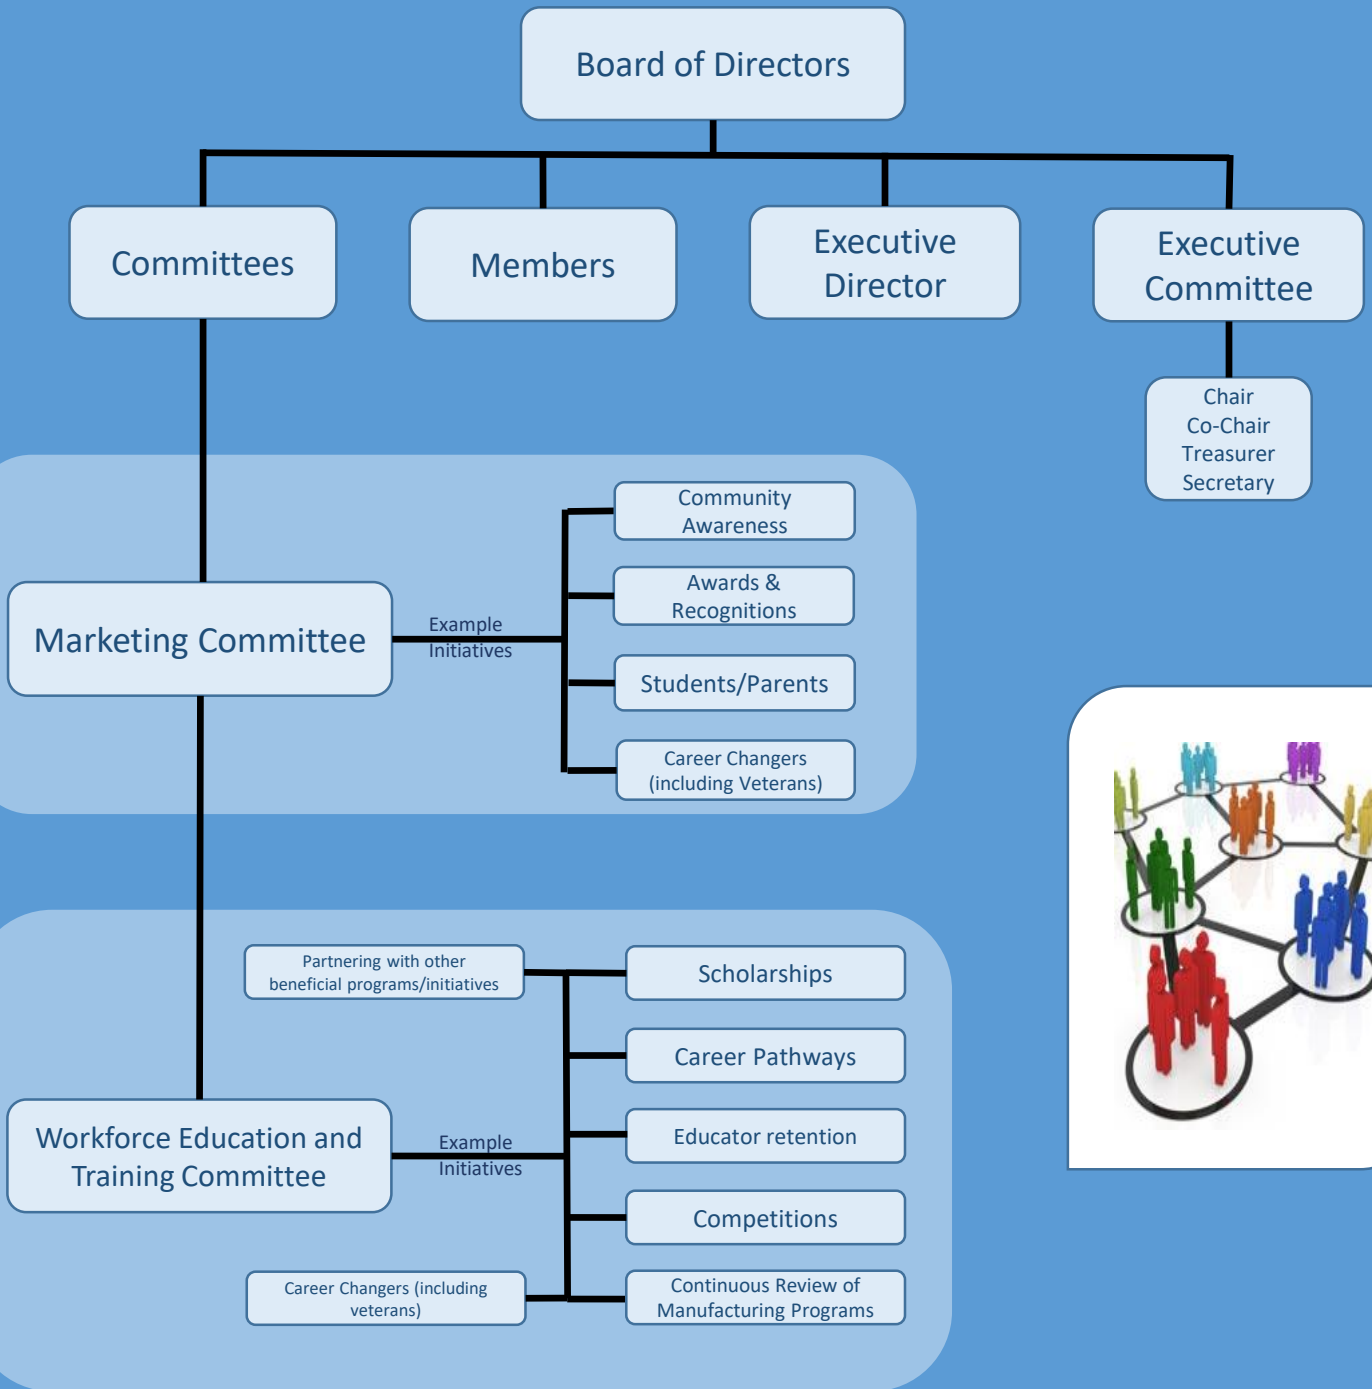 Board of Directors
Committees
Members
Executive
Director
Executive
Committee
Chair
Co-Chair
Treasurer
Secretary
Marketing Committee
Example
Initiatives
Community
Awareness
Awards &
Recognitions
Students/Parents
Career Changers
(including Veterans)
Workforce Education and
Training Committee
Example
Initiatives
Partnering with other
beneficial programs/initiatives
Scholarships
Career Pathways
Educator retention
Competitions
Career Changers (including
veterans)
Continuous Review of
Manufacturing Programs